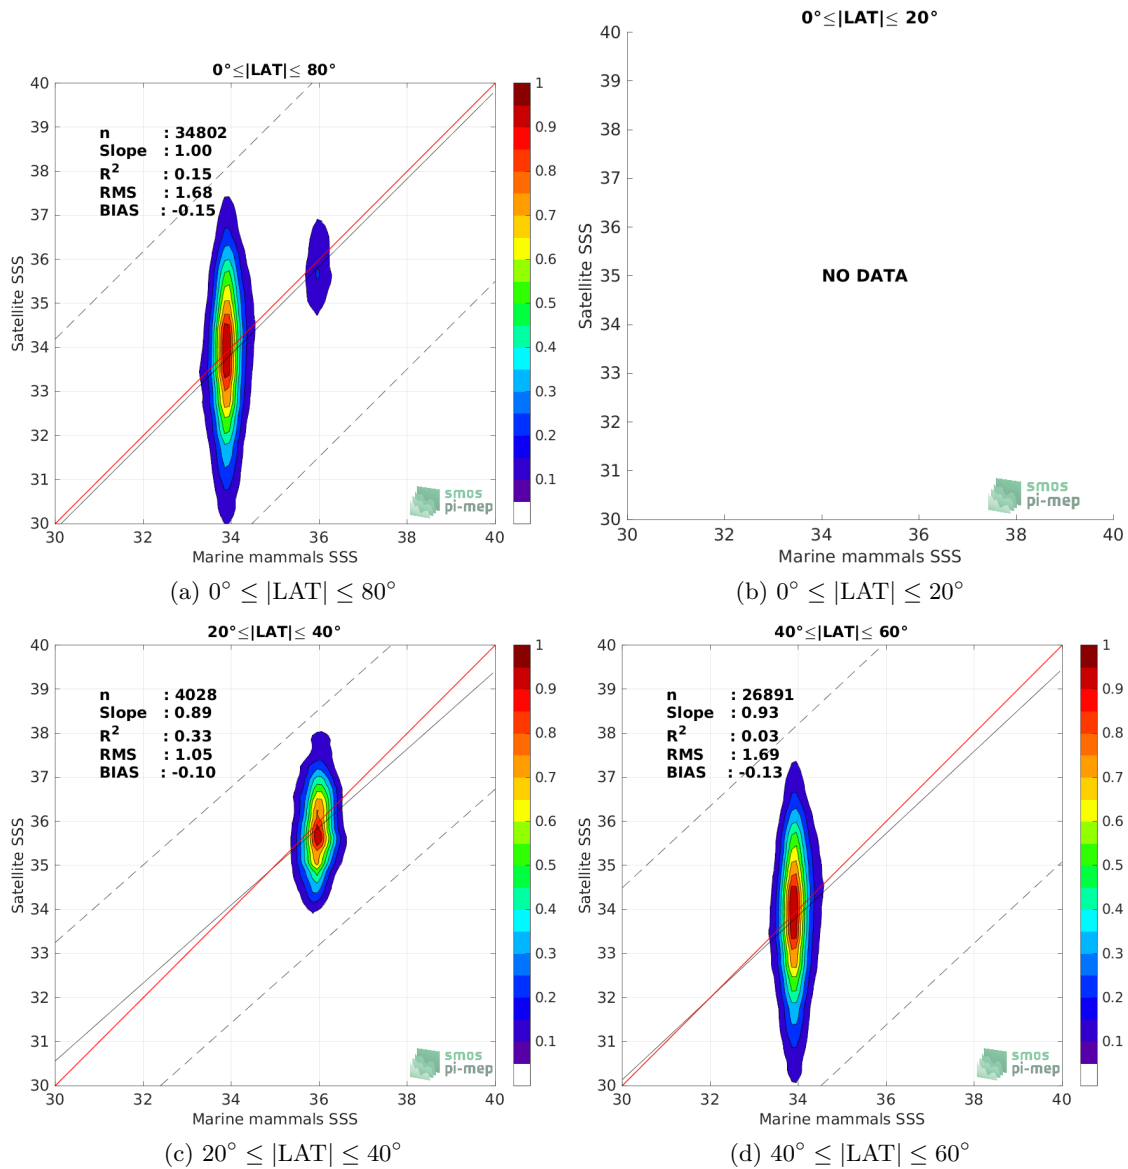 0°≤|LAT|≤ 80°
n : 34802
Slope : 1.00
R² : 0.15
RMS : 1.68
BIAS : -0.15
40
39
38
37
36
35
34
33
32
31
30
Satellite SSS
30 32 34 36 38 40
Marine mammals SSS
1
0.9
0.8
0.7
0.6
0.5
0.4
0.3
0.2
0.1
smos
pi-mep
(a) 0° ≤ |LAT| ≤ 80°
0°≤|LAT|≤ 20°
40
39
38
37
36
35
34
33
32
31
30
Satellite SSS
NO DATA
30 32 34 36 38 40
Marine mammals SSS
smos
pi-mep
(b) 0° ≤ |LAT| ≤ 20°
20°≤|LAT|≤ 40°
n : 4028
Slope : 0.89
R² : 0.33
RMS : 1.05
BIAS : -0.10
40
39
38
37
36
35
34
33
32
31
30
Satellite SSS
30 32 34 36 38 40
Marine mammals SSS
1
0.9
0.8
0.7
0.6
0.5
0.4
0.3
0.2
0.1
smos
pi-mep
(c) 20° ≤ |LAT| ≤ 40°
40°≤|LAT|≤ 60°
n : 26891
Slope : 0.93
R² : 0.03
RMS : 1.69
BIAS : -0.13
40
39
38
37
36
35
34
33
32
31
30
Satellite SSS
30 32 34 36 38 40
Marine mammals SSS
1
0.9
0.8
0.7
0.6
0.5
0.4
0.3
0.2
0.1
smos
pi-mep
(d) 40° ≤ |LAT| ≤ 60°